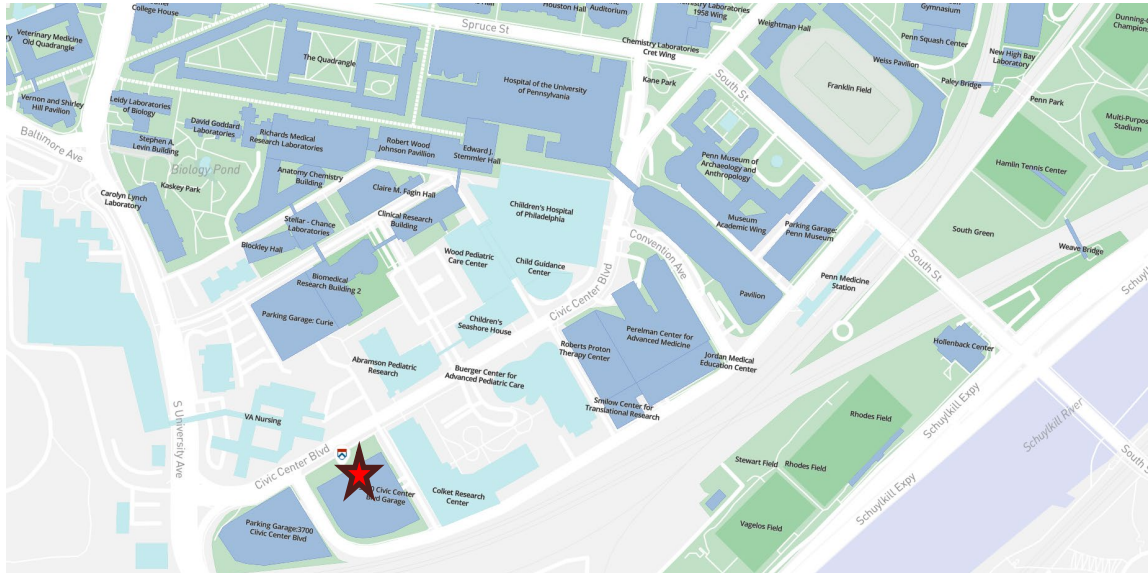 College House
Houston Hall
Auditorium
Chemistry Laboratories
1958 Wing
Weightman Hall
Gymnasium
Dunning-
Champions
Veterinary Medicine
Old Quadrangle
Spruce St
The Quadrangle
Chemistry Laboratories
Cret Wing
Penn Squash Center
New High Bay
Laboratory
Weiss Pavilion
Paley Bridge
Hospital of the University
of Pennsylvania
Kane Park
South St
Franklin Field
Penn Park
Vernon and Shirley
Hill Pavilion
Leidy Laboratories
of Biology
David Goddard
Laboratories
Richards Medical
Research Laboratories
Robert Wood
Johnson Pavilion
Edward J.
Stemmler Hall
Multi-Purpos
Stadium
Baltimore Ave
Stephen A.
Levin Building
Biology Pond
Kaskey Park
Anatomy Chemistry
Building
Claire M. Fagin Hall
Penn Museum of
Archaeology and
Anthropology
Hamlin Tennis Center
Carolyn Lynch
Laboratory
Children's Hospital
of Philadelphia
Stellar - Chance
Laboratories
Clinical Research
Building
Museum
Academic Wing
Parking Garage:
Penn Museum
South Green
Blockley Hall
Convention Ave
Weave Bridge
South St
Wood Pediatric
Care Center
Child Guidance
Center
Penn Medicine
Station
Schuy
Biomedical
Research Building 2
Civic Center Blvd
Pavilion
Parking Garage: Curie
Children's
Seashore House
Perelman Center for
Advanced Medicine
Roberts Proton
Therapy Center
Jordan Medical
Education Center
Hollenback Center
Abramson Pediatric
Research
Buerger Center for
Advanced Pediatric Care
Smilow Center for
Translational Research
Schuylkill Expy
Schuylkill River
S University Ave
VA Nursing
Rhodes Field
South S
Civic Center Blvd
Stewart Field
Rhodes Field
Schuylkill Expy
0 Civic Center
Blvd Garage
Colket Research
Center
Vagelos Field
Parking Garage:3700
Ciivic Center Blvd